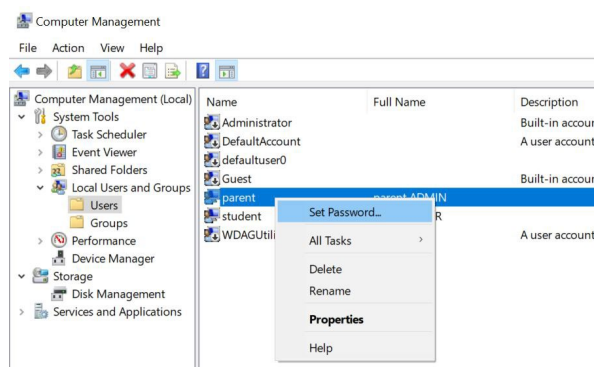 Computer Management
File Action View Help
Computer Management (Local)
System Tools
Task Scheduler
Event Viewer
Shared Folders
Local Users and Groups
Users
Groups
Performance
Device Manager
Storage
Disk Management
Services and Applications
Name Full Name Description
Administrator Built-in accour
DefaultAccount A user account
defaultuser0
Guest Built-in accour
parent parent ADMIN
student R
WDAGUtili A user account
Set Password...
All Tasks
Delete
Rename
Properties
Help